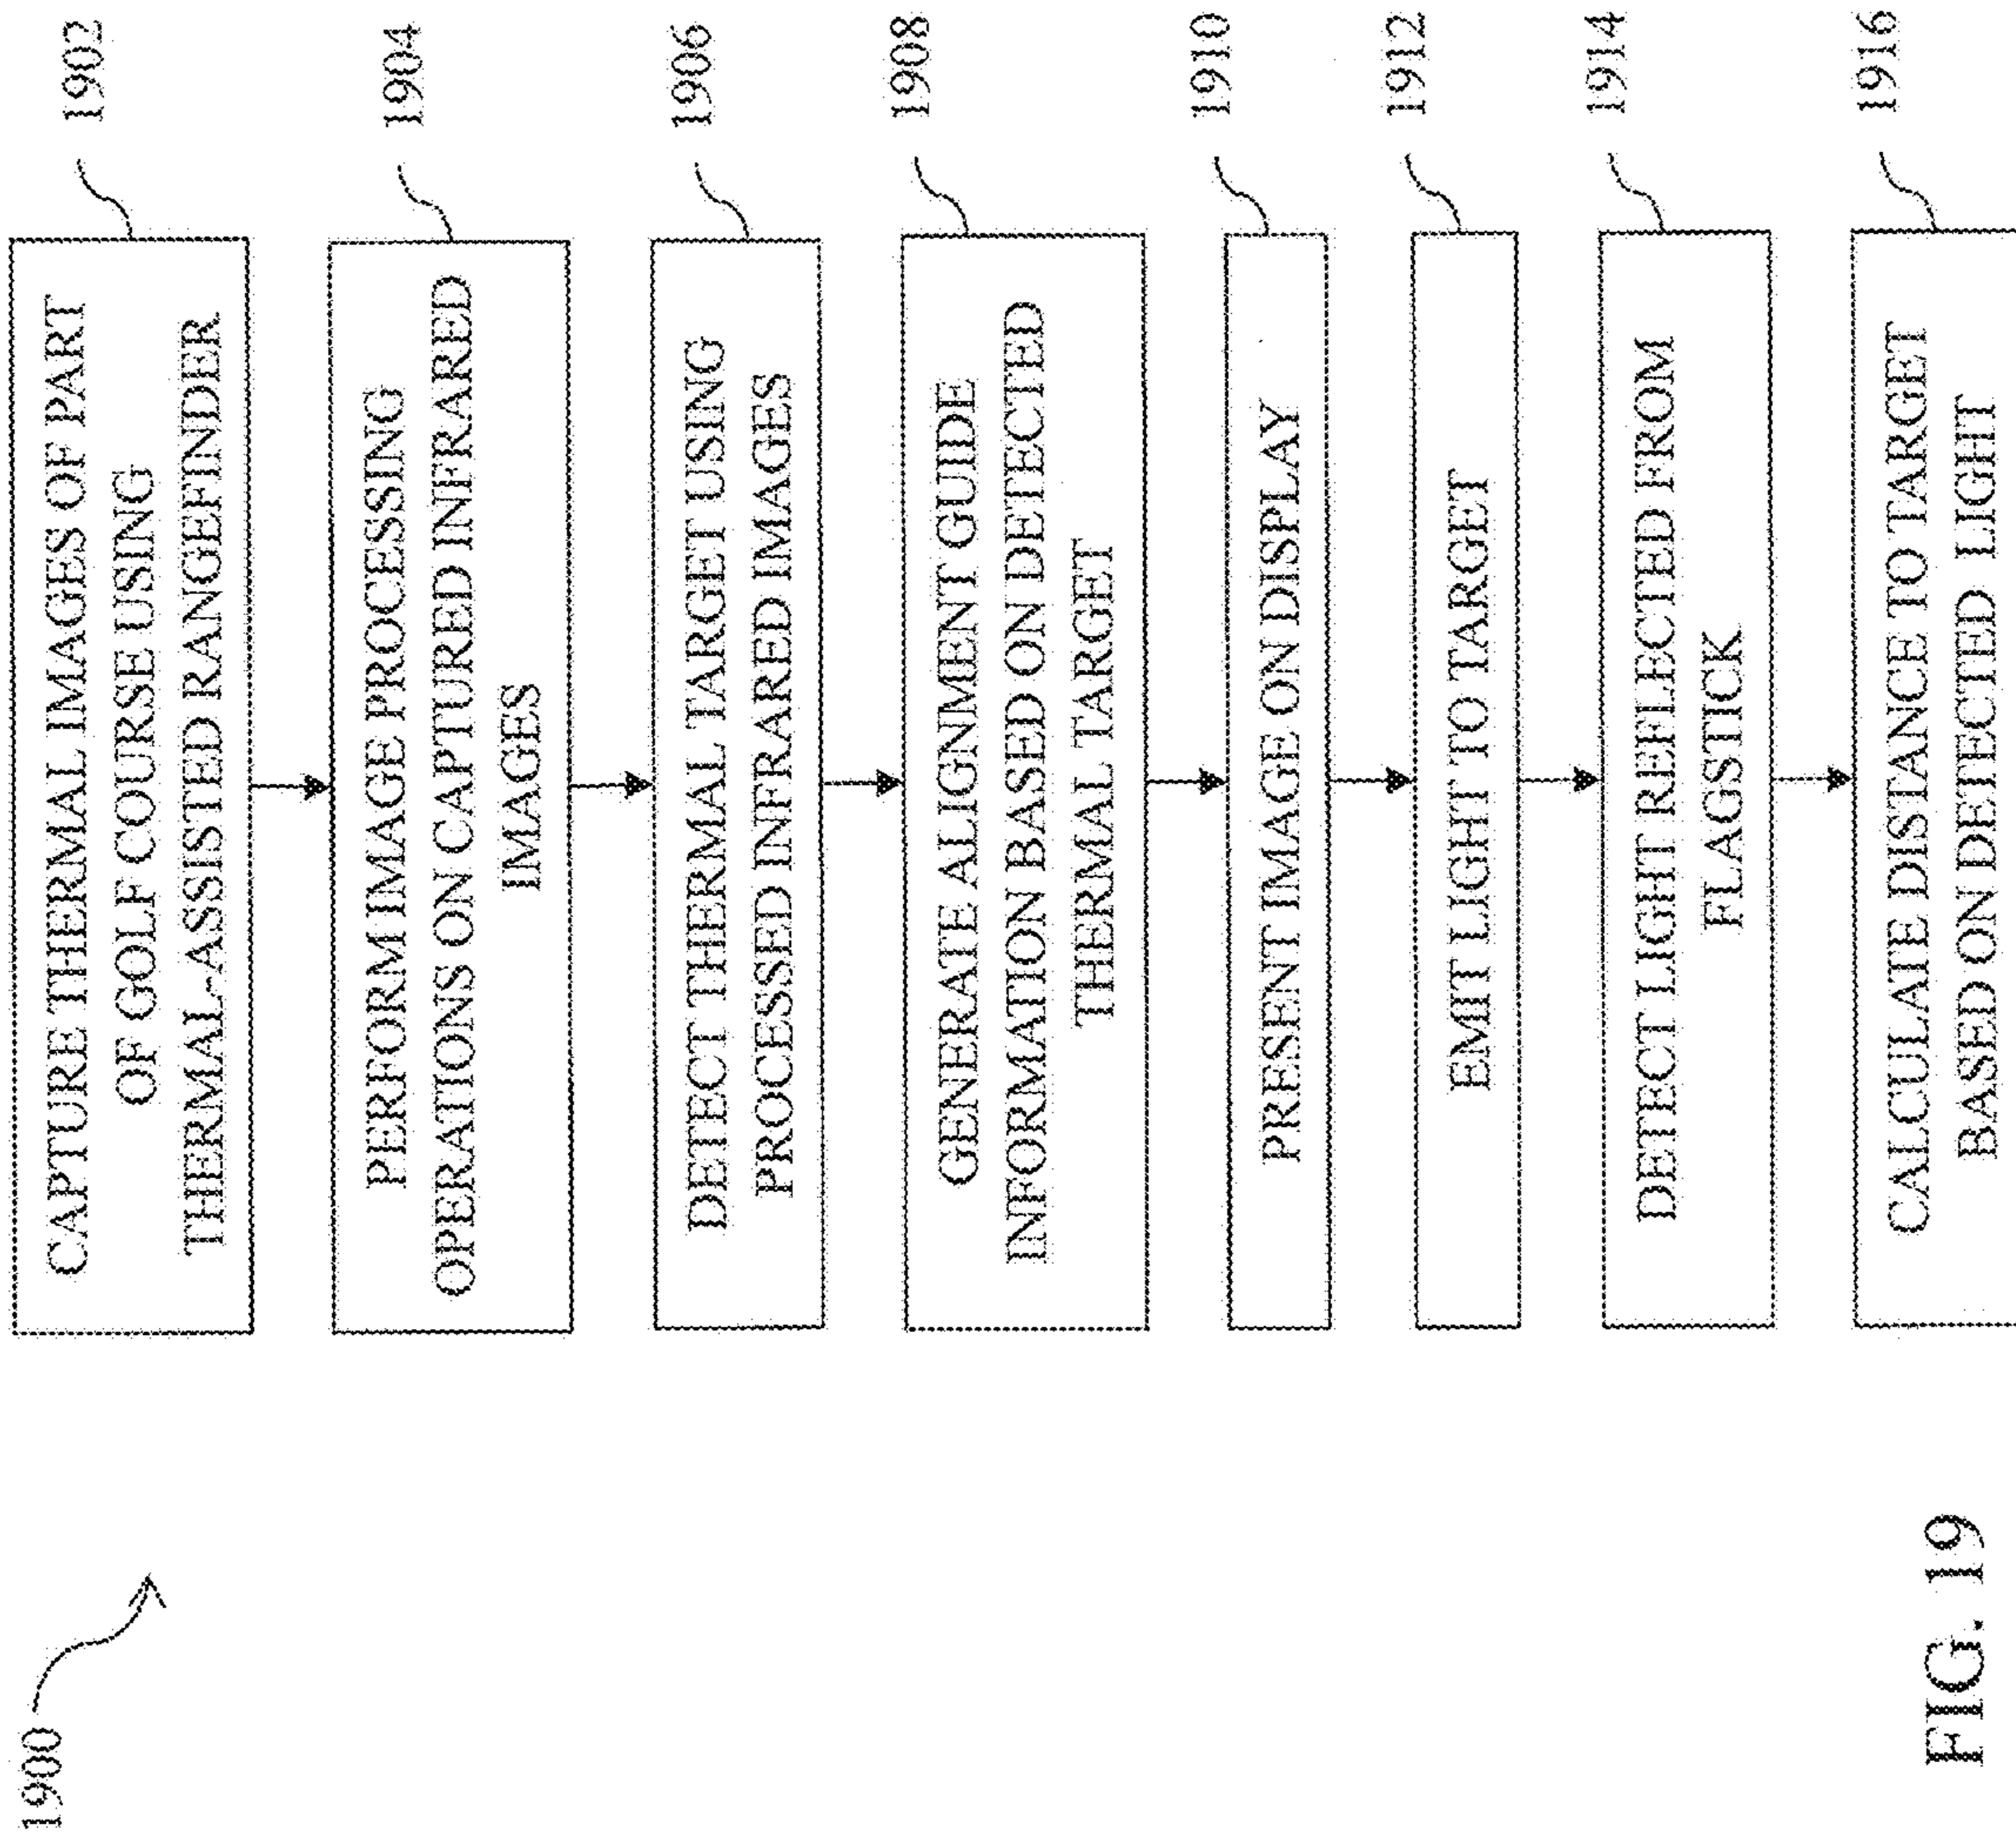 1900
CAPTURE THERMAL IMAGES OF PART
OF GOLF COURSE USING
THERMAL-ASSISTED RANGEFINDER
1902
PERFORM IMAGE PROCESSING
OPERATIONS ON CAPTURED INFRARED
IMAGES
1904
DETECT THERMAL TARGET USING
PROCESSED INFRARED IMAGES
1906
GENERATE ALIGNMENT GUIDE
INFORMATION BASED ON DETECTED
THERMAL TARGET
1908
PRESENT IMAGE ON DISPLAY
1910
EMIT LIGHT TO TARGET
1912
DETECT LIGHT REFLECTED FROM
FLAGSTICK
1914
CALCULATE DISTANCE TO TARGET
BASED ON DETECTED LIGHT
1916
FIG. 19